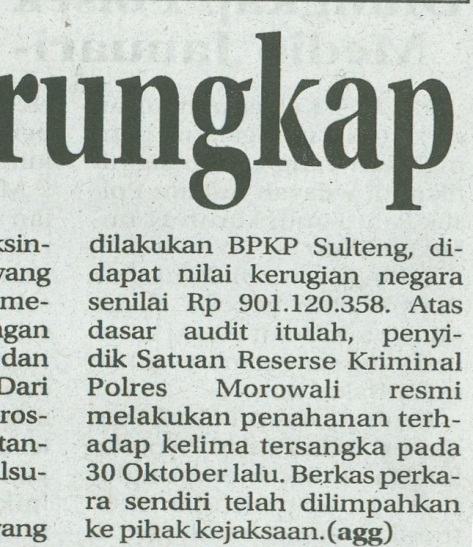 rungkap
dilakukan BPKP Sulteng, di-
dapat nilai kerugian negara
senilai Rp 901.120.358. Atas
dasar audit itulah, penyi-
dik Satuan Reserse Kriminal
Polres Morowali resmi
melakukan penahanan terh-
adap kelima tersangka pada
30 Oktober lalu. Berkas perka-
ra sendiri telah dilimpahkan
ke pihak kejaksaan.(agg)